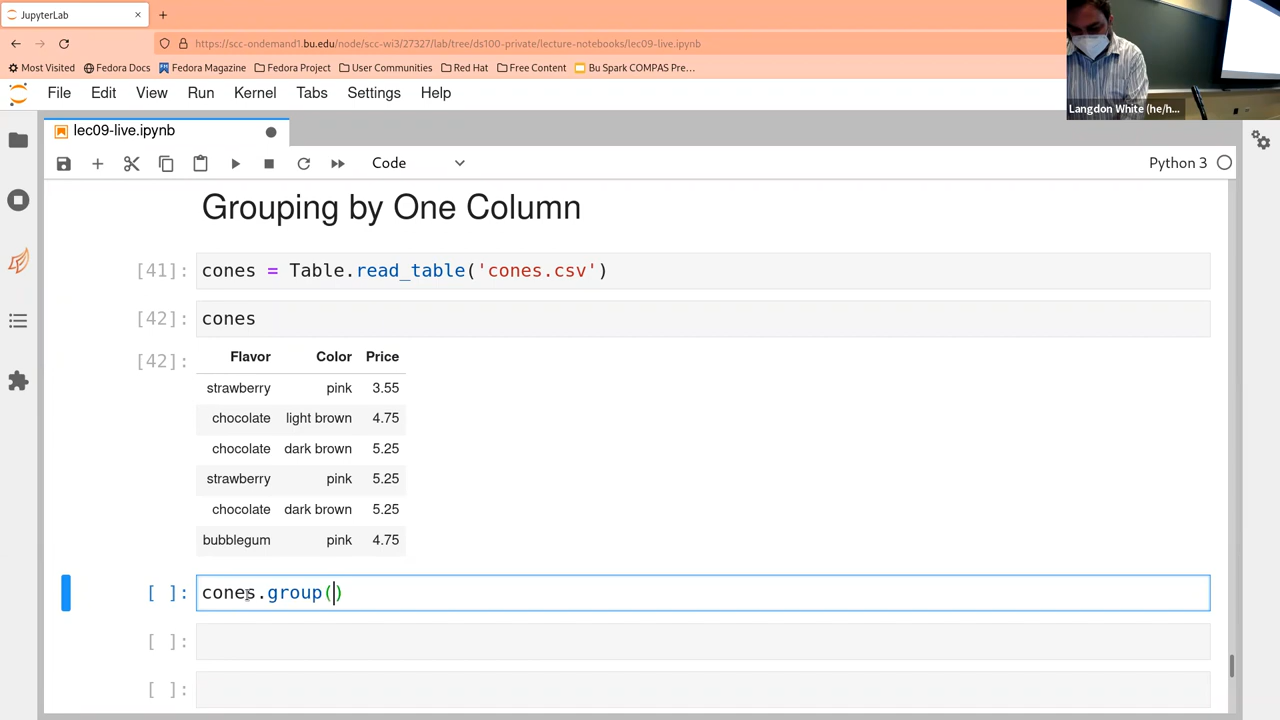 JupyterLab
https://scc-ondemand1.bu.edu/node/scc-wi3/27327/lab/tree/ds100-private/lecture-notebooks/lec09-live.ipynb
Most Visited Fedora Docs Fedora Magazine Fedora Project User Communities Red Hat Free Content Bu Spark COMPAS Pre...
Langdon White (he/h...
File Edit View Run Kernel Tabs Settings Help
lec09-live.ipynb
Code Python 3
Grouping by One Column
[41]: cones = Table.read_table('cones.csv')
[42]: cones
[42]: Flavor Color Price
strawberry pink 3.55
chocolate light brown 4.75
chocolate dark brown 5.25
strawberry pink 5.25
chocolate dark brown 5.25
bubblegum pink 4.75
[ ]: cones.group()
[ ]:
[ ]: